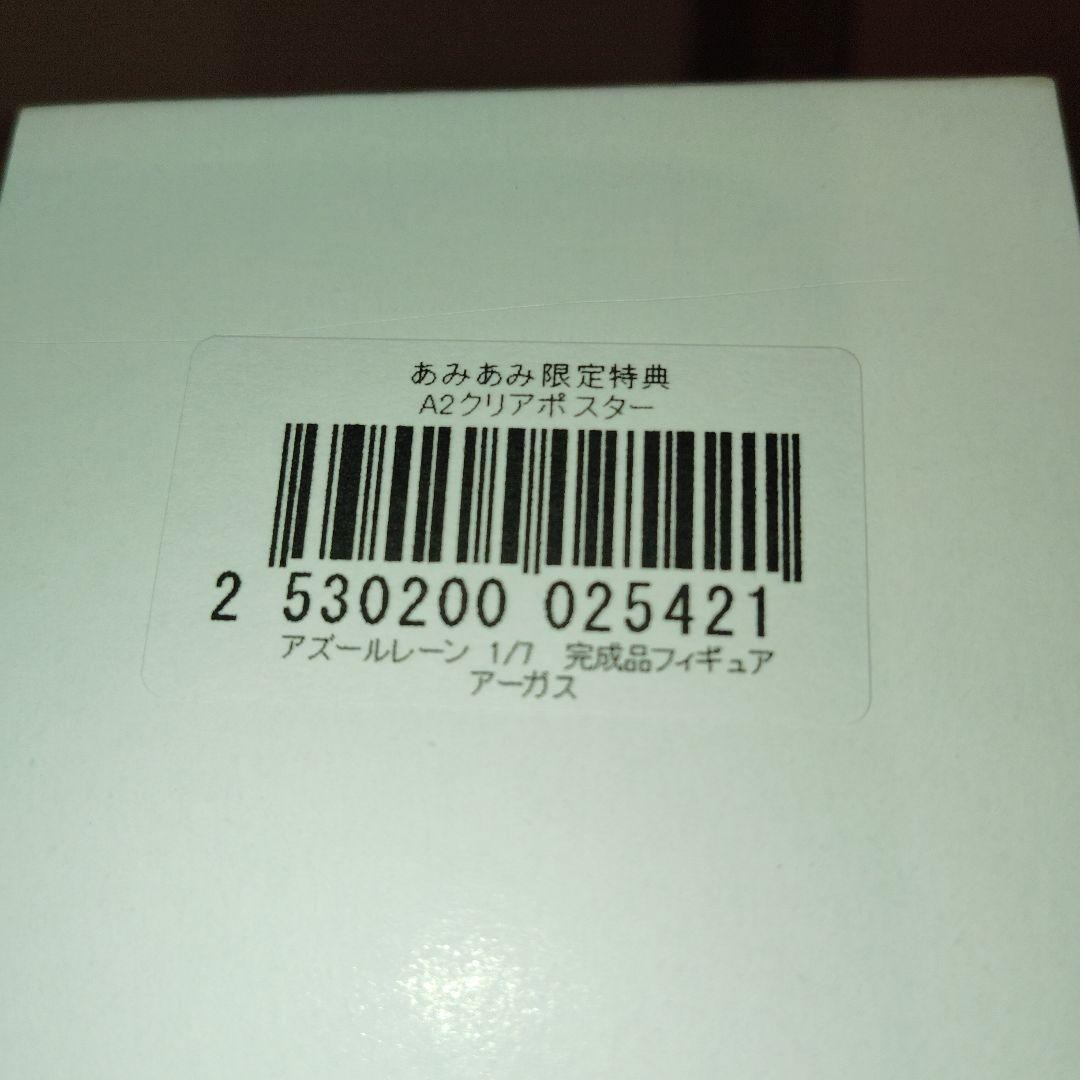 あみあみ限定特典
A2クリアポスター
2 530200 025421
アズールレーン 1/7 完成品フィギュア
アーガス